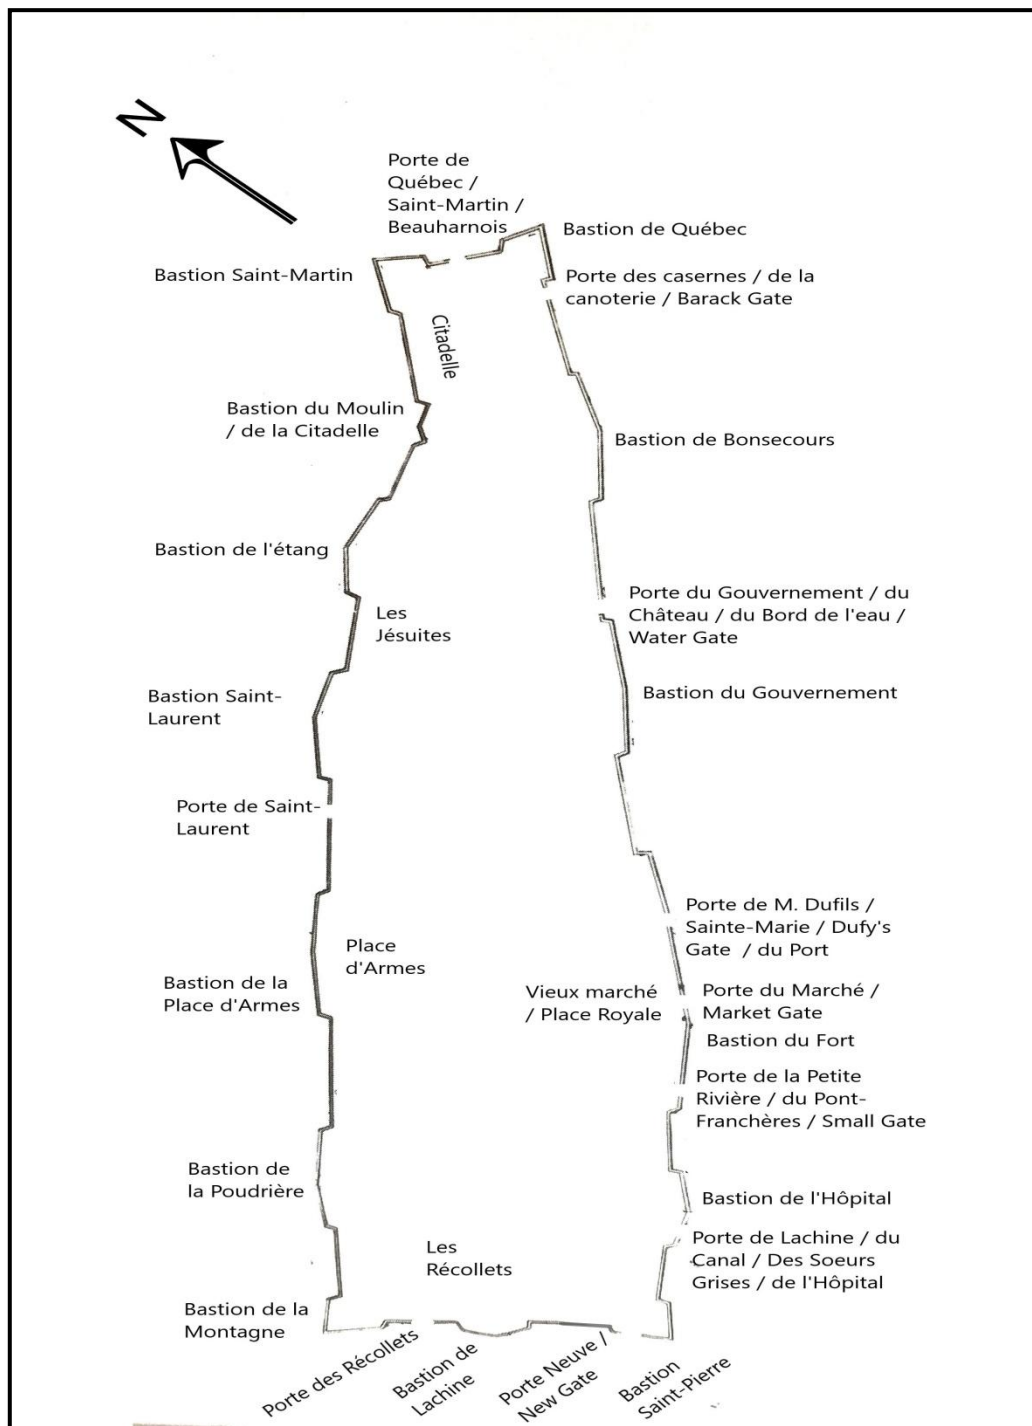 N
Porte de
Québec /
Saint-Martin /
Beauharnois
Bastion de Québec
Bastion Saint-Martin
Porte des casernes / de la
canoterie / Barack Gate
Citadelle
Bastion du Moulin
/ de la Citadelle
Bastion de Bonsecours
Bastion de l'étang
Porte du Gouvernement / du
Château / du Bord de l'eau /
Water Gate
Les
Jésuites
Bastion Saint-
Laurent
Bastion du Gouvernement
Porte de Saint-
Laurent
Porte de M. Dufils /
Sainte-Marie / Dufy's
Gate / du Port
Place
d'Armes
Bastion de la
Place d'Armes
Vieux marché
/ Place Royale
Porte du Marché /
Market Gate
Bastion du Fort
Porte de la Petite
Rivière / du Pont-
Franchères / Small Gate
Bastion de
la Poudrière
Bastion de l'Hôpital
Porte de Lachine / du
Canal / Des Soeurs
Grises / de l'Hôpital
Les
Récollets
Bastion de la
Montagne
Porte des Récollets
Bastion de
Lachine
Porte Neuve /
New Gate
Bastion
Saint-Pierre